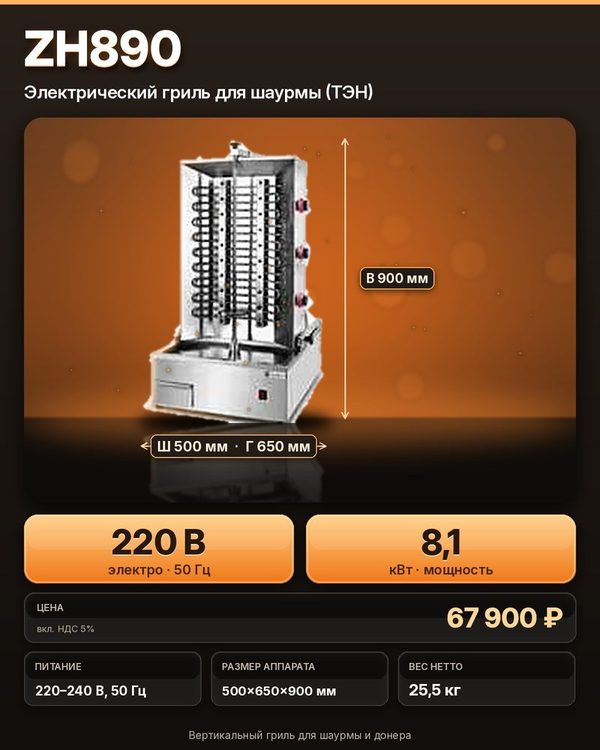 ZH890
Электрический гриль для шаурмы (ТЭН)
В 900 мм
Ш 500 мм · Г 650 мм
220 В
электро · 50 Гц
8,1
кВт · мощность
ЦЕНА
вкл. НДС 5%
67 900 ₽
ПИТАНИЕ
220–240 В, 50 Гц
РАЗМЕР АППАРАТА
500×650×900 мм
ВЕС НЕТТО
25,5 кг
Вертикальный гриль для шаурмы и донера